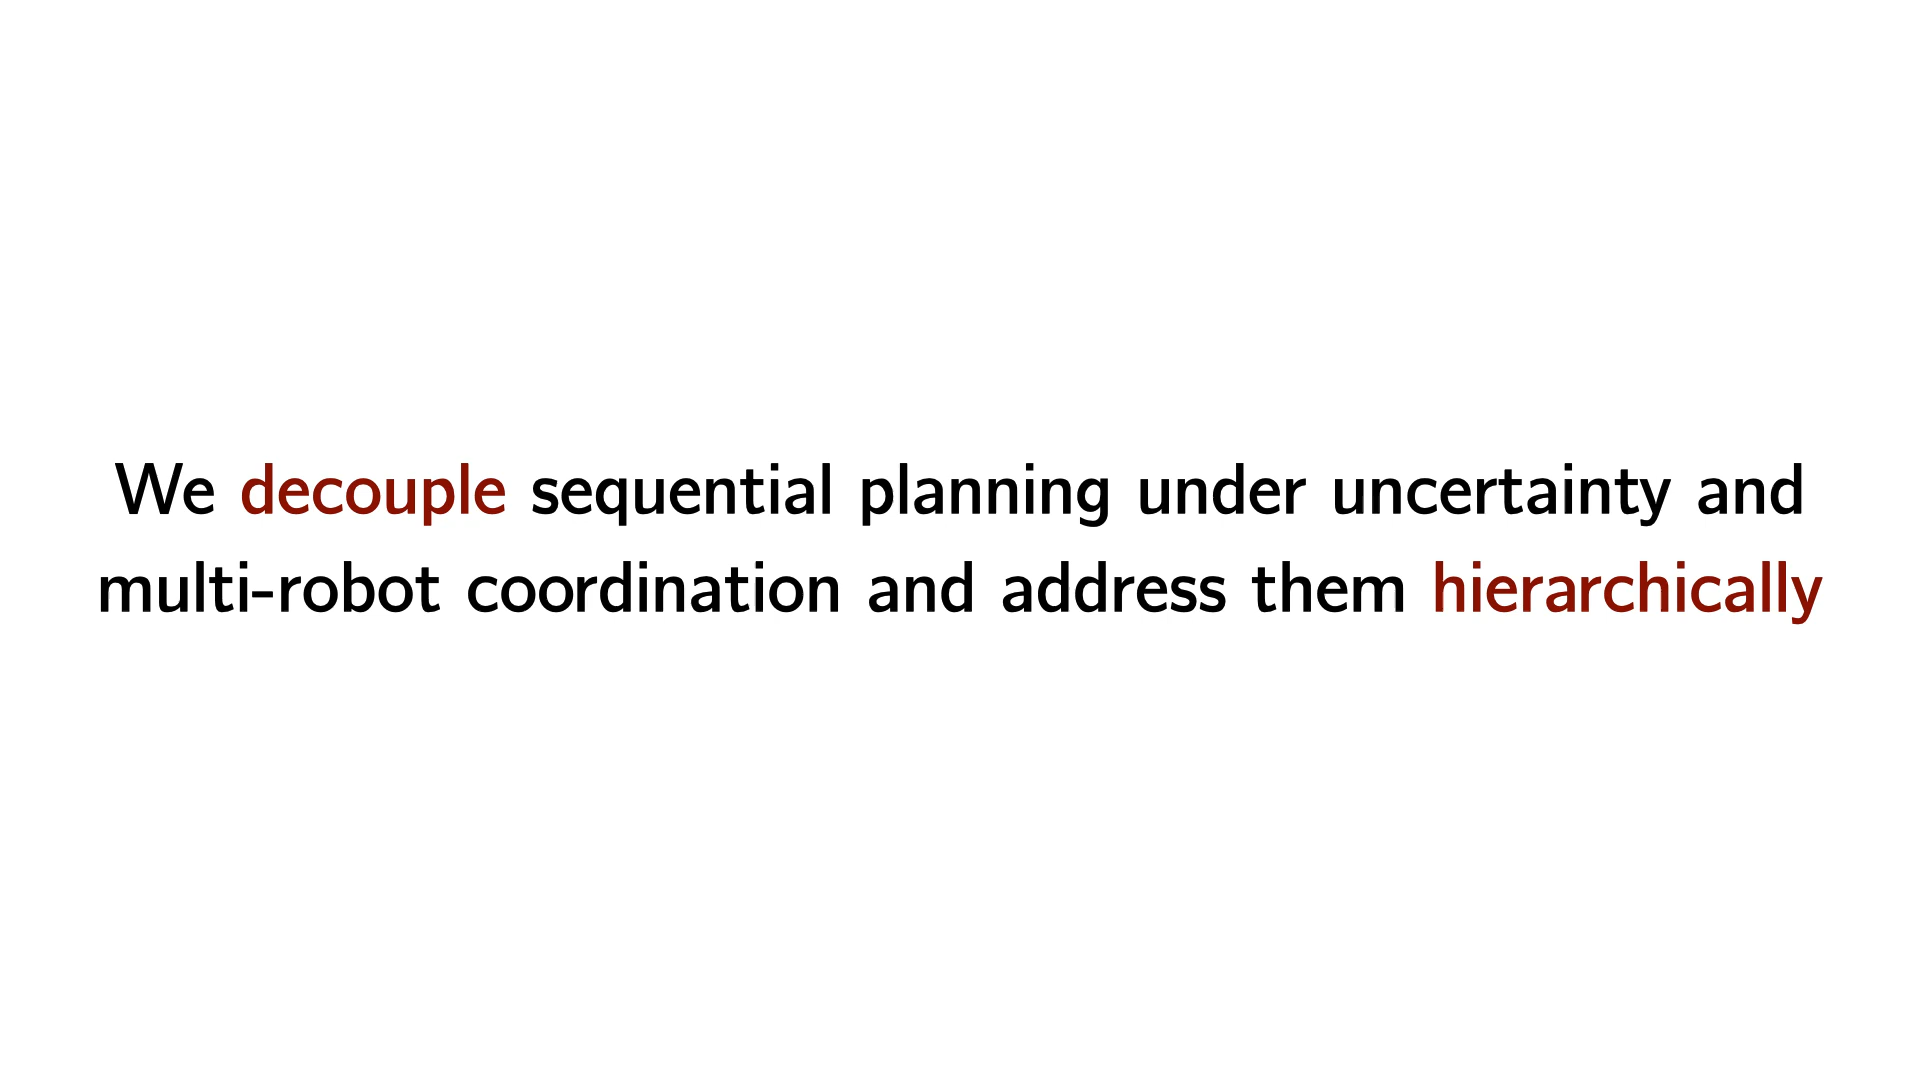 We decouple sequential planning under uncertainty and
multi-robot coordination and address them hierarchically